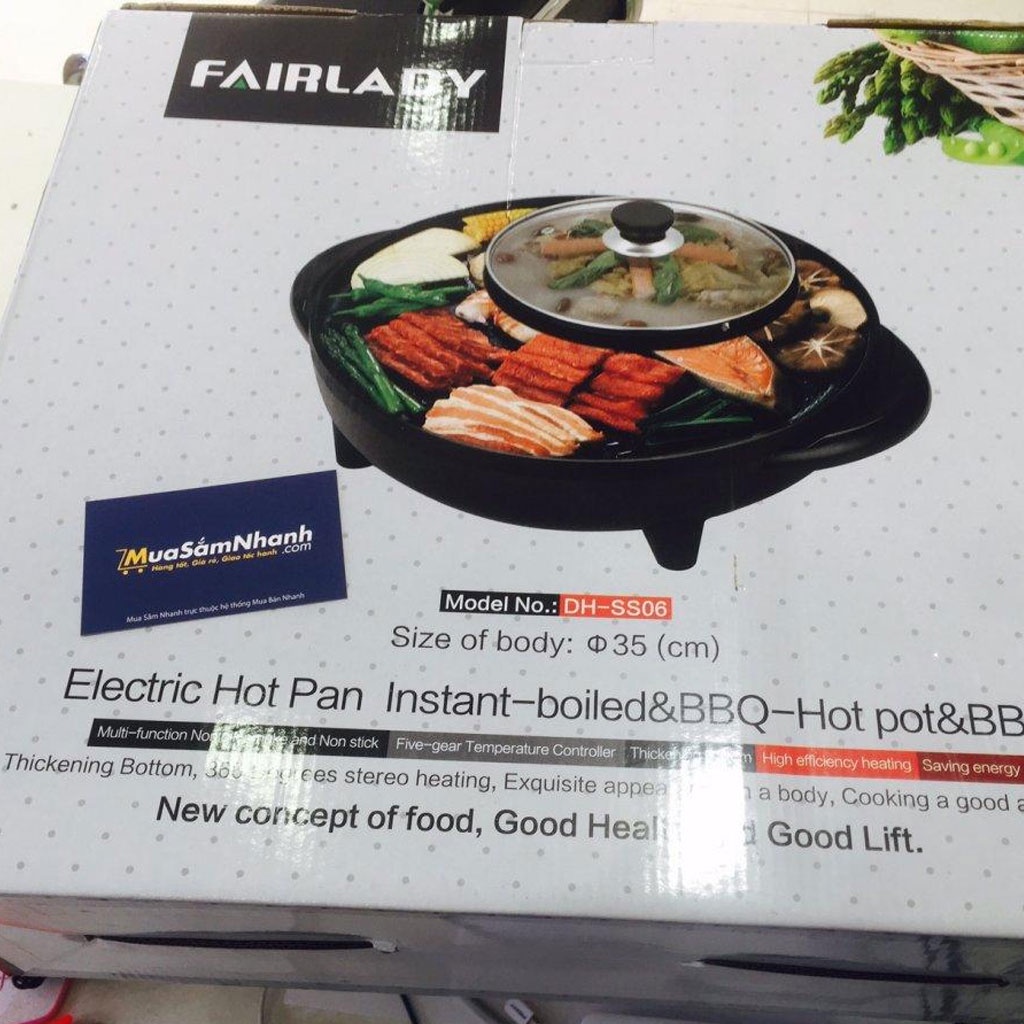 FAIRLADY
MuaSắmNhanh
.com
Hàng tốt, Giá rẻ, Giao tức hành
Mua Sắm Nhanh trực thuộc hệ thống Mua Bán Nhanh
Model No.: DH-SS06
Size of body: Φ35 (cm)
Electric Hot Pan Instant-boiled&BBQ-Hot pot&BB
Multi-function and Non stick Five-gear Temperature Controller High efficiency heating Saving energy
Thickening Bottom, stereo heating, Exquisite a body, Cooking a good
New concept of food, Good Good Lift.